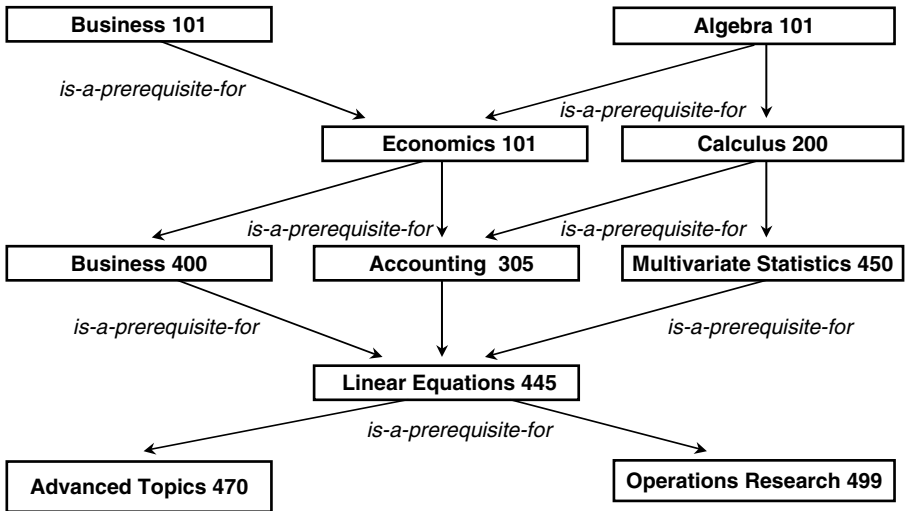 Business 101
Algebra 101
is-a-prerequisite-for
is-a-prerequisite-for
Economics 101
Calculus 200
is-a-prerequisite-for
is-a-prerequisite-for
Business 400
Accounting 305
Multivariate Statistics 450
is-a-prerequisite-for
is-a-prerequisite-for
Linear Equations 445
is-a-prerequisite-for
Advanced Topics 470
Operations Research 499